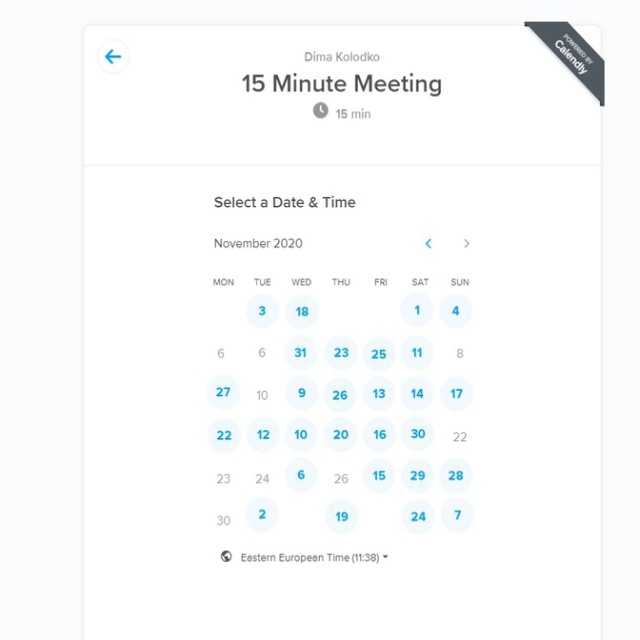 POWERED BY
Calendly
Dima Kolodko
15 Minute Meeting
15 min
Select a Date & Time
November 2020
MON TUE WED THU FRI SAT SUN
3 18 1 4
6 6 31 23 25 11 8
27 10 9 26 13 14 17
22 12 10 20 16 30 22
23 24 6 26 15 29 28
30 2 19 24 7
Eastern European Time (11:38)